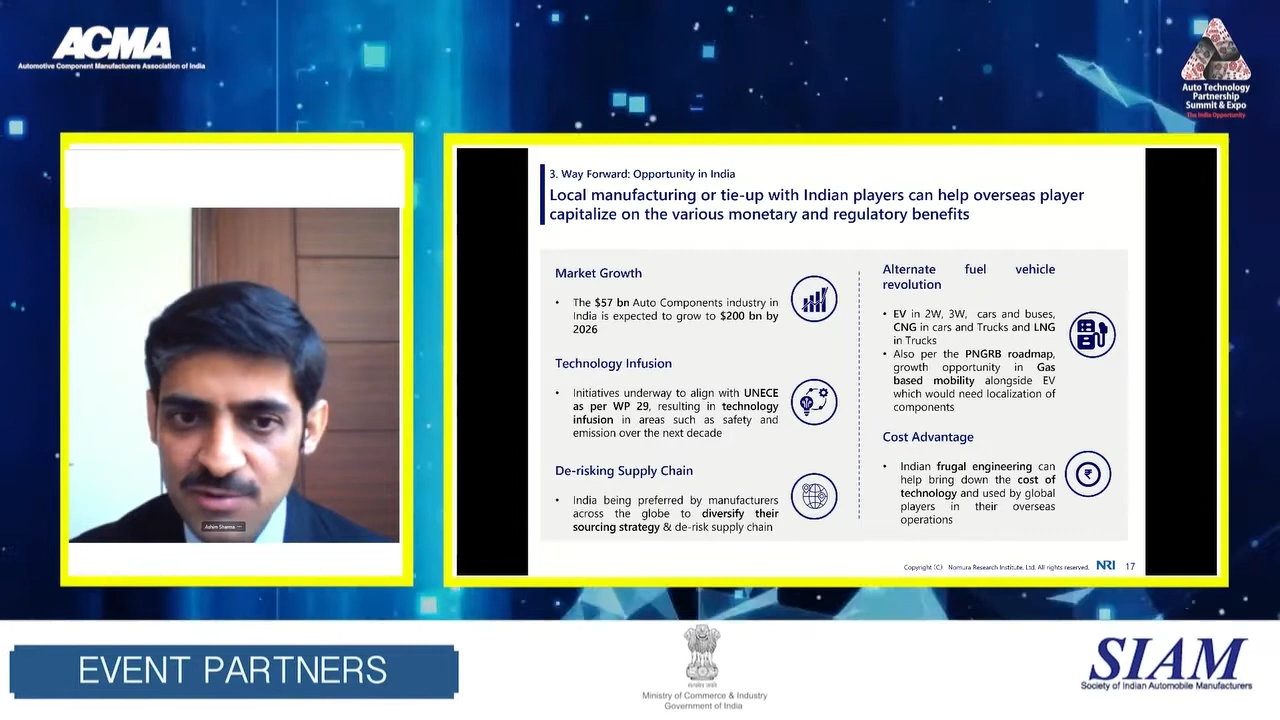 ACMA
Automotive Component Manufacturers Association of India
Auto Technology
Partnership
Summit & Expo
The India Opportunity
Ashim Sharma
3. Way Forward: Opportunity in India
Local manufacturing or tie-up with Indian players can help overseas player
capitalize on the various monetary and regulatory benefits
Market Growth
• The $57 bn Auto Components industry in
India is expected to grow to $200 bn by
2026
Technology Infusion
• Initiatives underway to align with UNECE
as per WP 29, resulting in technology
infusion in areas such as safety and
emission over the next decade
De-risking Supply Chain
• India being preferred by manufacturers
across the globe to diversify their
sourcing strategy & de-risk supply chain
Alternate fuel vehicle
revolution
• EV in 2W, 3W, cars and buses,
CNG in cars and Trucks and LNG
in Trucks
• Also per the PNGRB roadmap,
growth opportunity in Gas
based mobility alongside EV
which would need localization of
components
Cost Advantage
• Indian frugal engineering can
help bring down the cost of
technology and used by global
players in their overseas
operations
₹
Copyright (C) Nomura Research Institute, Ltd. All rights reserved. NRI 17
EVENT PARTNERS
Ministry of Commerce & Industry
Government of India
SIAM
Society of Indian Automobile Manufacturers